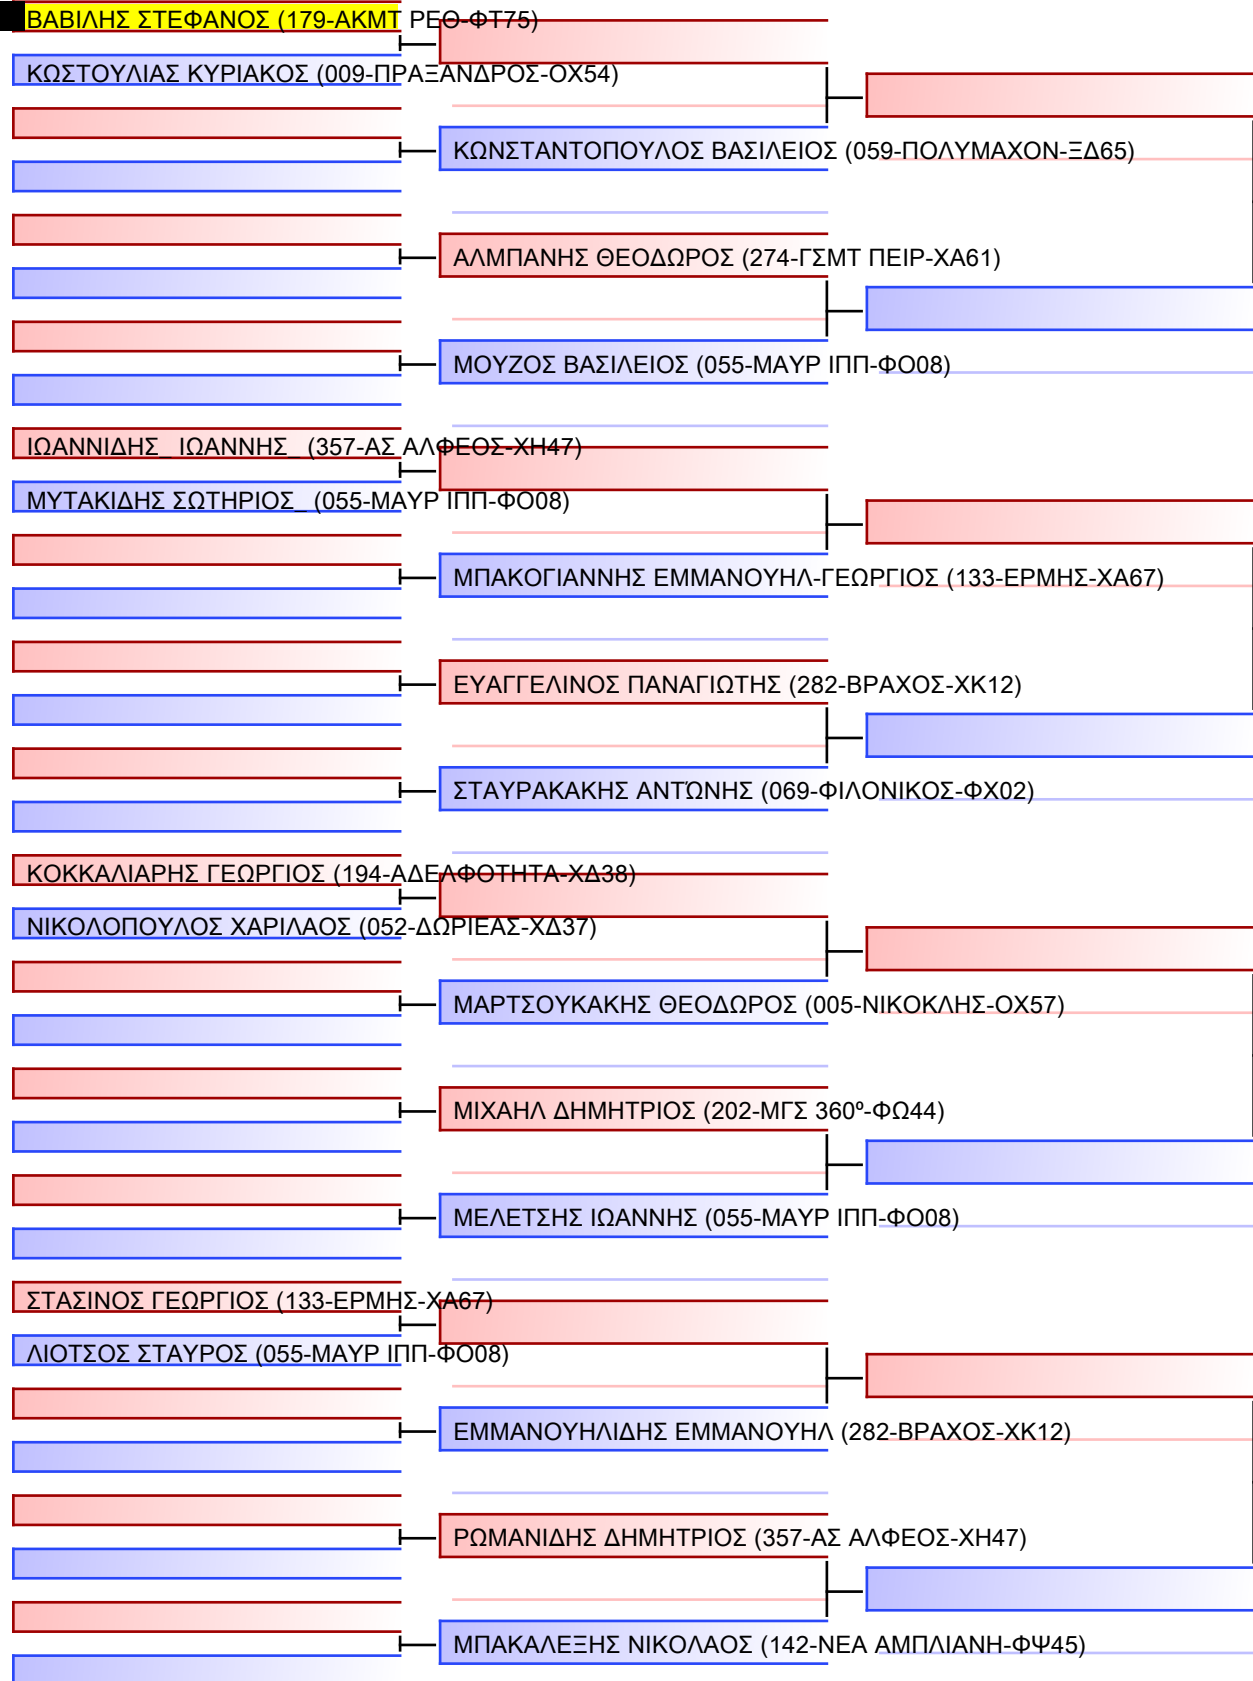 ΒΑΒΙΛΗΣ ΣΤΕΦΑΝΟΣ (179-ΑΚΜΤ ΡΕΘ-ΦΤ75)
ΚΩΣΤΟΥΛΙΑΣ ΚΥΡΙΑΚΟΣ (009-ΠΡΑΞΑΝΔΡΟΣ-ΟΧ54)
ΚΩΝΣΤΑΝΤΟΠΟΥΛΟΣ ΒΑΣΙΛΕΙΟΣ (059-ΠΟΛΥΜΑΧΟΝ-ΞΔ65)
ΑΛΜΠΑΝΗΣ ΘΕΟΔΩΡΟΣ (274-ΓΣΜΤ ΠΕΙΡ-ΧΑ61)
ΜΟΥΖΟΣ ΒΑΣΙΛΕΙΟΣ (055-ΜΑΥΡ ΙΠΠ-ΦΟ08)
ΙΩΑΝΝΙΔΗΣ_ ΙΩΑΝΝΗΣ_ (357-ΑΣ ΑΛΦΕΟΣ-ΧΗ47)
ΜΥΤΑΚΙΔΗΣ ΣΩΤΗΡΙΟΣ_ (055-ΜΑΥΡ ΙΠΠ-ΦΟ08)
ΜΠΑΚΟΓΙΑΝΝΗΣ ΕΜΜΑΝΟΥΗΛ-ΓΕΩΡΓΙΟΣ (133-ΕΡΜΗΣ-ΧΑ67)
ΕΥΑΓΓΕΛΙΝΟΣ ΠΑΝΑΓΙΩΤΗΣ (282-ΒΡΑΧΟΣ-ΧΚ12)
ΣΤΑΥΡΑΚΑΚΗΣ ΑΝΤΏΝΗΣ (069-ΦΙΛΟΝΙΚΟΣ-ΦΧ02)
ΚΟΚΚΑΛΙΑΡΗΣ ΓΕΩΡΓΙΟΣ (194-ΑΔΕΛΦΟΤΗΤΑ-ΧΔ38)
ΝΙΚΟΛΟΠΟΥΛΟΣ ΧΑΡΙΛΑΟΣ (052-ΔΩΡΙΕΑΣ-ΧΔ37)
ΜΑΡΤΣΟΥΚΑΚΗΣ ΘΕΟΔΩΡΟΣ (005-ΝΙΚΟΚΛΗΣ-ΟΧ57)
ΜΙΧΑΗΛ ΔΗΜΗΤΡΙΟΣ (202-ΜΓΣ 360º-ΦΩ44)
ΜΕΛΕΤΣΗΣ ΙΩΑΝΝΗΣ (055-ΜΑΥΡ ΙΠΠ-ΦΟ08)
ΣΤΑΣΙΝΟΣ ΓΕΩΡΓΙΟΣ (133-ΕΡΜΗΣ-ΧΑ67)
ΛΙΟΤΣΟΣ ΣΤΑΥΡΟΣ (055-ΜΑΥΡ ΙΠΠ-ΦΟ08)
ΕΜΜΑΝΟΥΗΛΙΔΗΣ ΕΜΜΑΝΟΥΗΛ (282-ΒΡΑΧΟΣ-ΧΚ12)
ΡΩΜΑΝΙΔΗΣ ΔΗΜΗΤΡΙΟΣ (357-ΑΣ ΑΛΦΕΟΣ-ΧΗ47)
ΜΠΑΚΑΛΕΞΗΣ ΝΙΚΟΛΑΟΣ (142-ΝΕΑ ΑΜΠΛΙΑΝΗ-ΦΨ45)